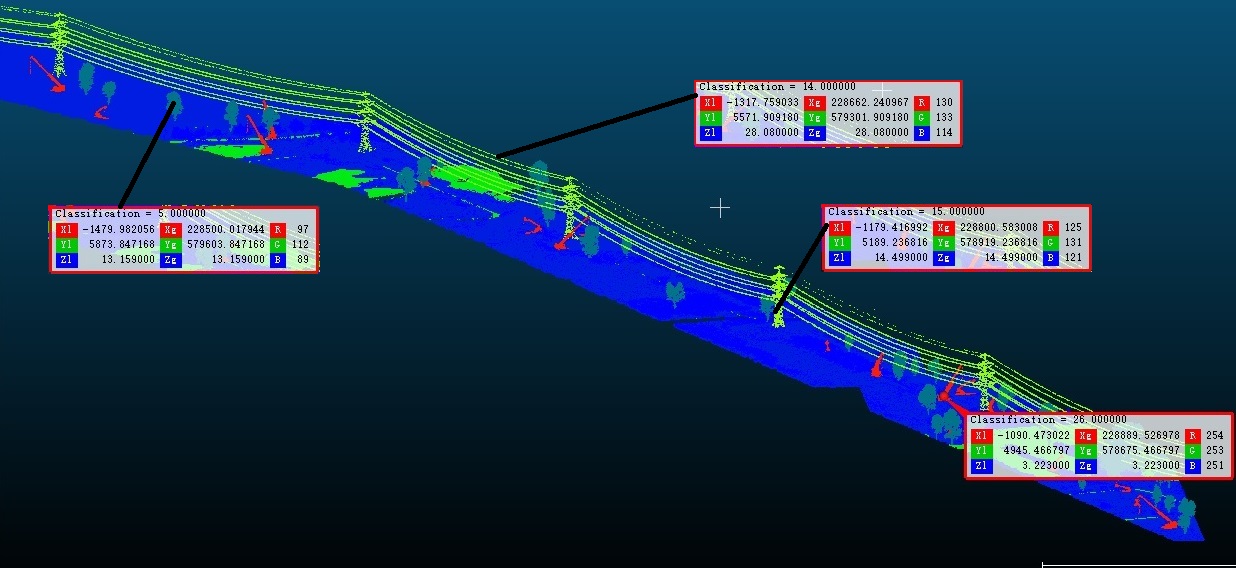 Classification = 14.000000
Xl -1317.759033 Xg 228662.240967 R 130
Yl 5571.909180 Yg 579301.909180 G 133
Zl 28.080000 Zg 28.080000 B 114
Classification = 5.000000
Xl -1479.982056 Xg 228500.017944 R 97
Yl 5873.847168 Yg 579603.847168 G 112
Zl 13.159000 Zg 13.159000 B 89
Classification = 15.000000
Xl -1179.416992 Xg 228800.583008 R 125
Yl 5189.236816 Yg 578919.236816 G 131
Zl 14.499000 Zg 14.499000 B 121
Classification = 26.000000
Xl -1090.473022 Xg 228889.526978 R 254
Yl 4945.466797 Yg 578675.466797 G 253
Zl 3.223000 Zg 3.223000 B 251